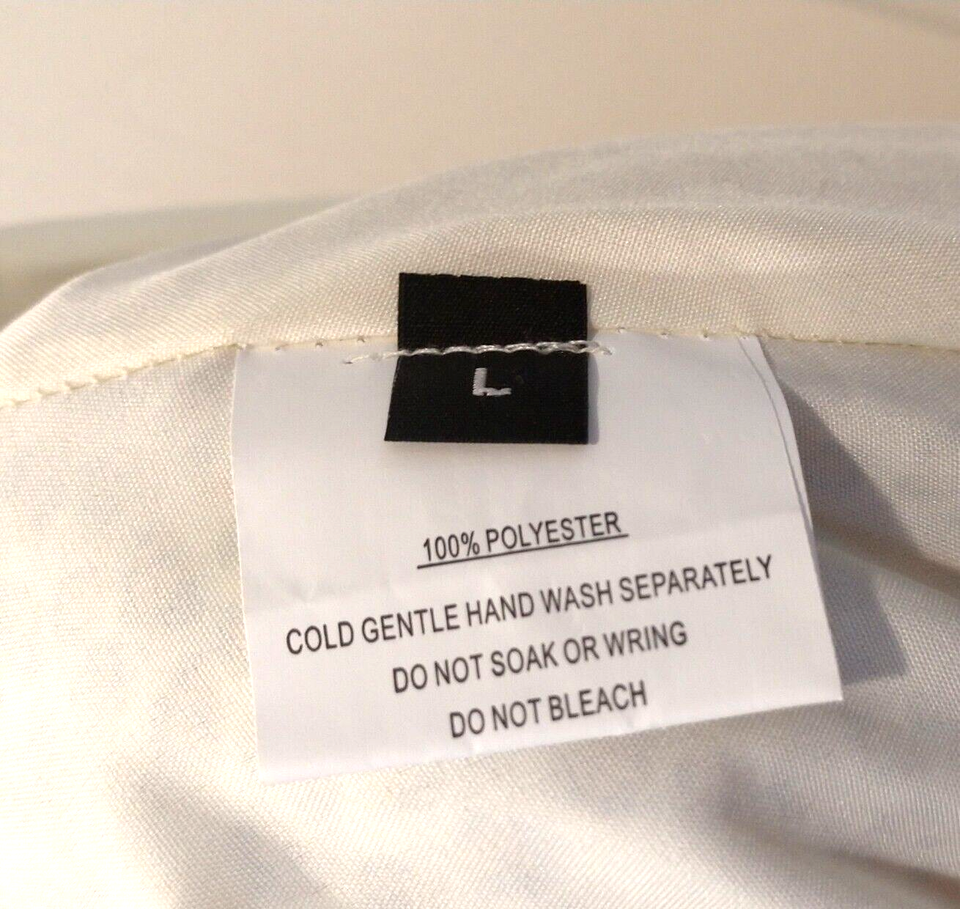 L
100% POLYESTER
COLD GENTLE HAND WASH SEPARATELY
DO NOT SOAK OR WRING
DO NOT BLEACH